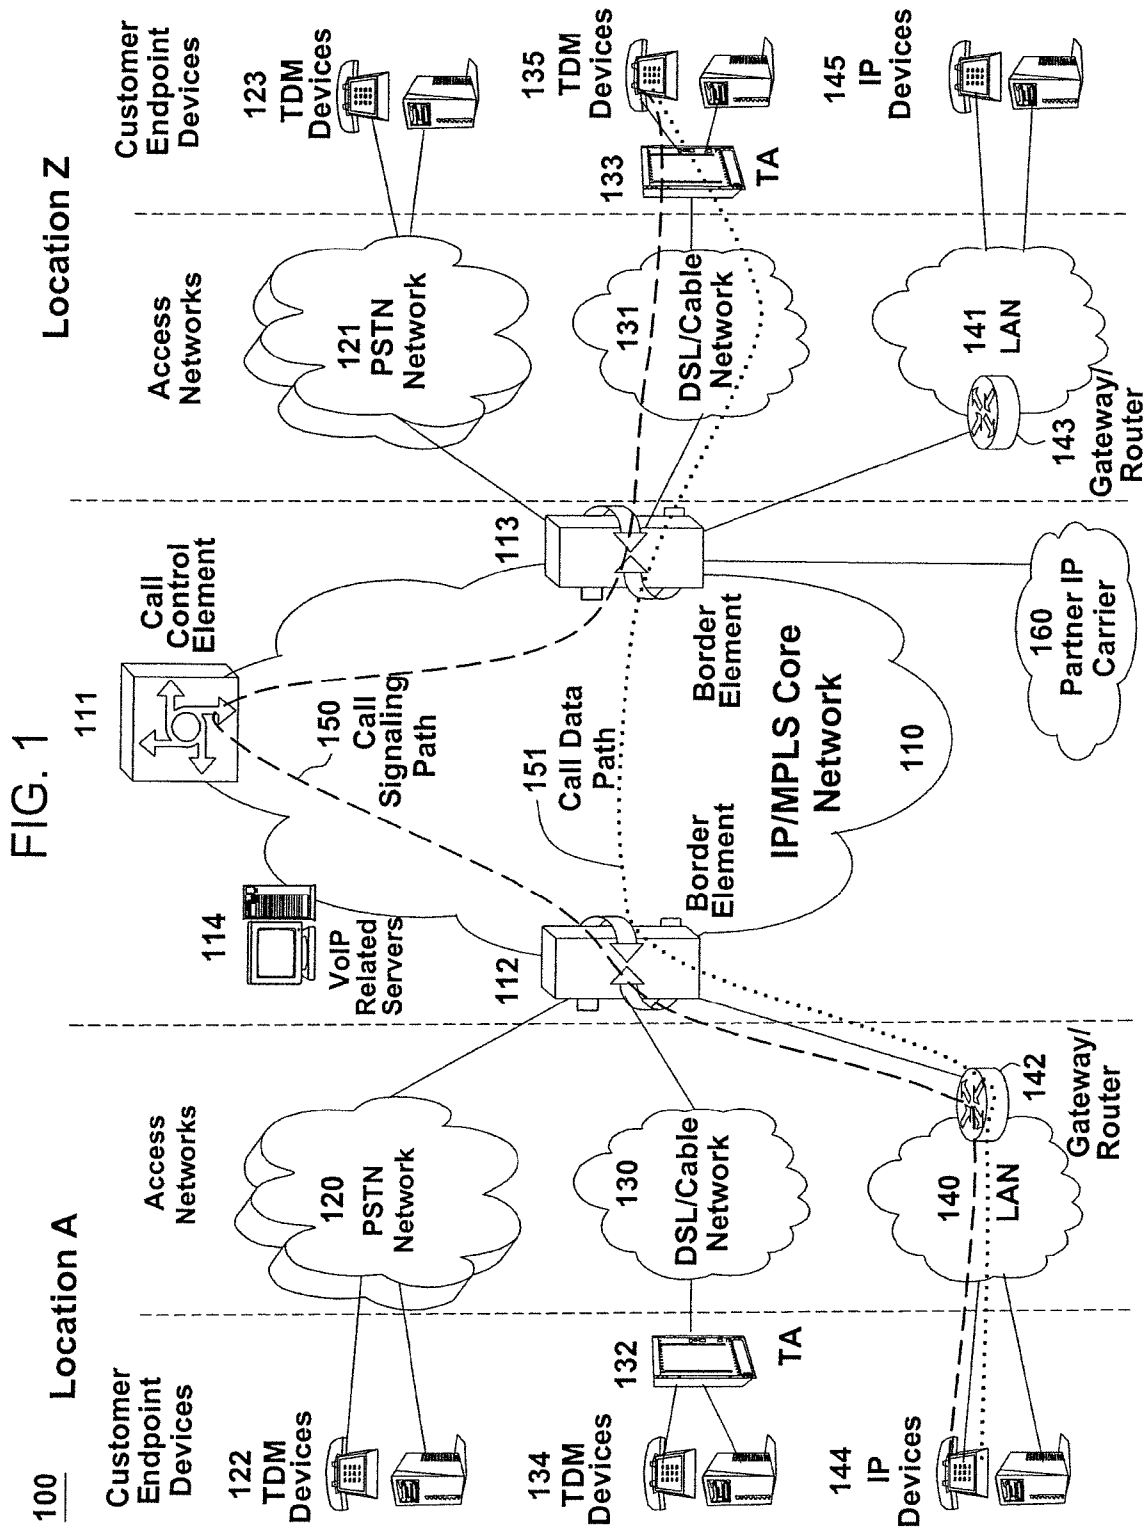 FIG. 1
100
Location A
Location Z
Customer
Endpoint
Devices
Access
Networks
Access
Networks
Customer
Endpoint
Devices
111
Call
Control
Element
114
VoIP
Related
Servers
122
TDM
Devices
120
PSTN
Network
150
Call
Signaling
Path
121
PSTN
Network
123
TDM
Devices
134
TDM
Devices
132
TA
130
DSL/Cable
Network
112
Border
Element
151
Call Data
Path
113
Border
Element
131
DSL/Cable
Network
133
TA
135
TDM
Devices
IP/MPLS Core
Network
110
144
IP
Devices
140
LAN
142
Gateway/
Router
160
Partner IP
Carrier
143
Gateway/
Router
141
LAN
145
IP
Devices